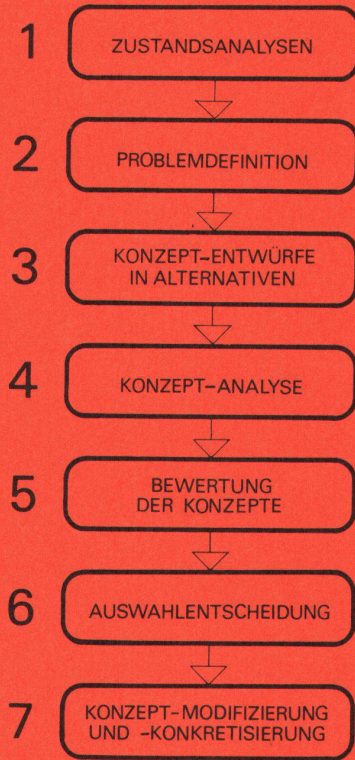 1 ZUSTANDSANALYSEN
2 PROBLEMDEFINITION
3 KONZEPT-ENTWÜRFE
IN ALTERNATIVEN
4 KONZEPT-ANALYSE
5 BEWERTUNG
DER KONZEPTE
6 AUSWAHLENTSCHEIDUNG
7 KONZEPT-MODIFIZIERUNG
UND -KONKRETISIERUNG